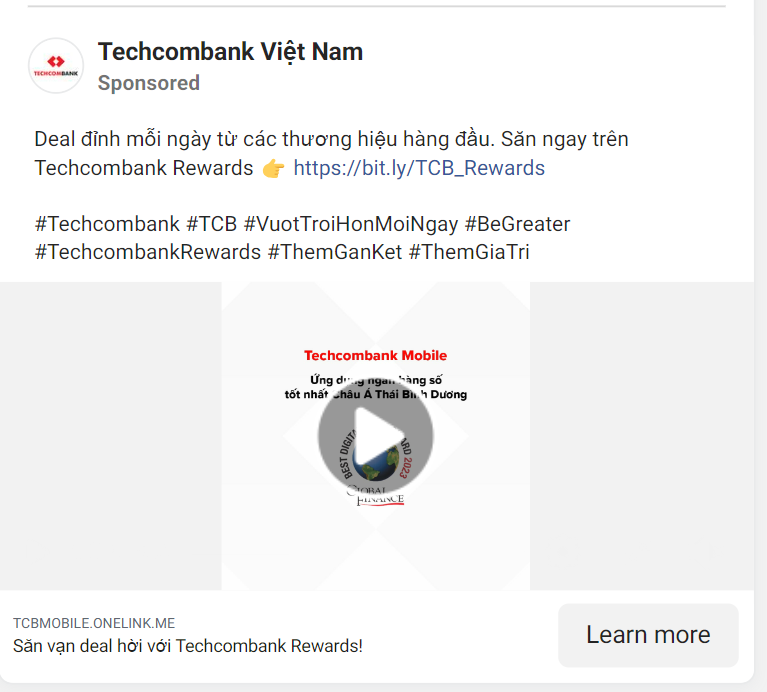 Techcombank Việt Nam
TECHCOMBANK
Sponsored
Deal đỉnh mỗi ngày từ các thương hiệu hàng đầu. Săn ngay trên
Techcombank Rewards 👉 https://bit.ly/TCB_Rewards
#Techcombank #TCB #VuotTroiHonMoiNgay #BeGreater
#TechcombankRewards #ThemGanKet #ThemGiaTri
Techcombank Mobile
Ứng dụng ngân hàng số
tốt nhất Châu Á Thái Bình Dương
BEST DIGITAL 2023
GLOBAL
FINANCE
TCBMOBILE.ONELINK.ME
Săn vạn deal hời với Techcombank Rewards!
Learn more